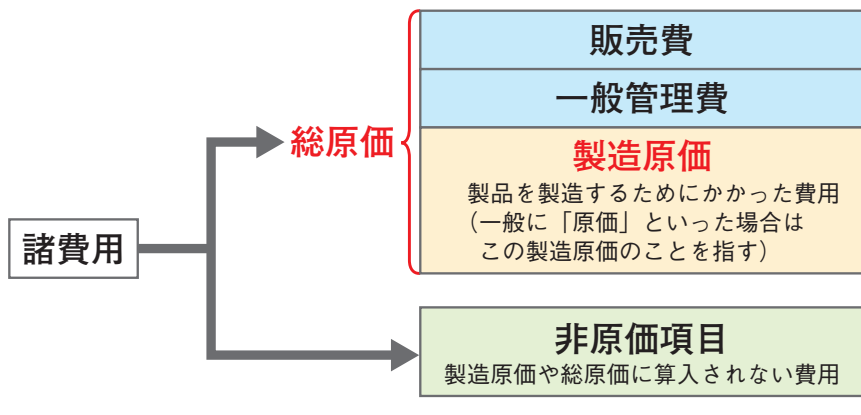 諸費用
総原価
販売費
一般管理費
製造原価
製品を製造するためにかかった費用
（一般に「原価」といった場合は
この製造原価のことを指す）
非原価項目
製造原価や総原価に算入されない費用